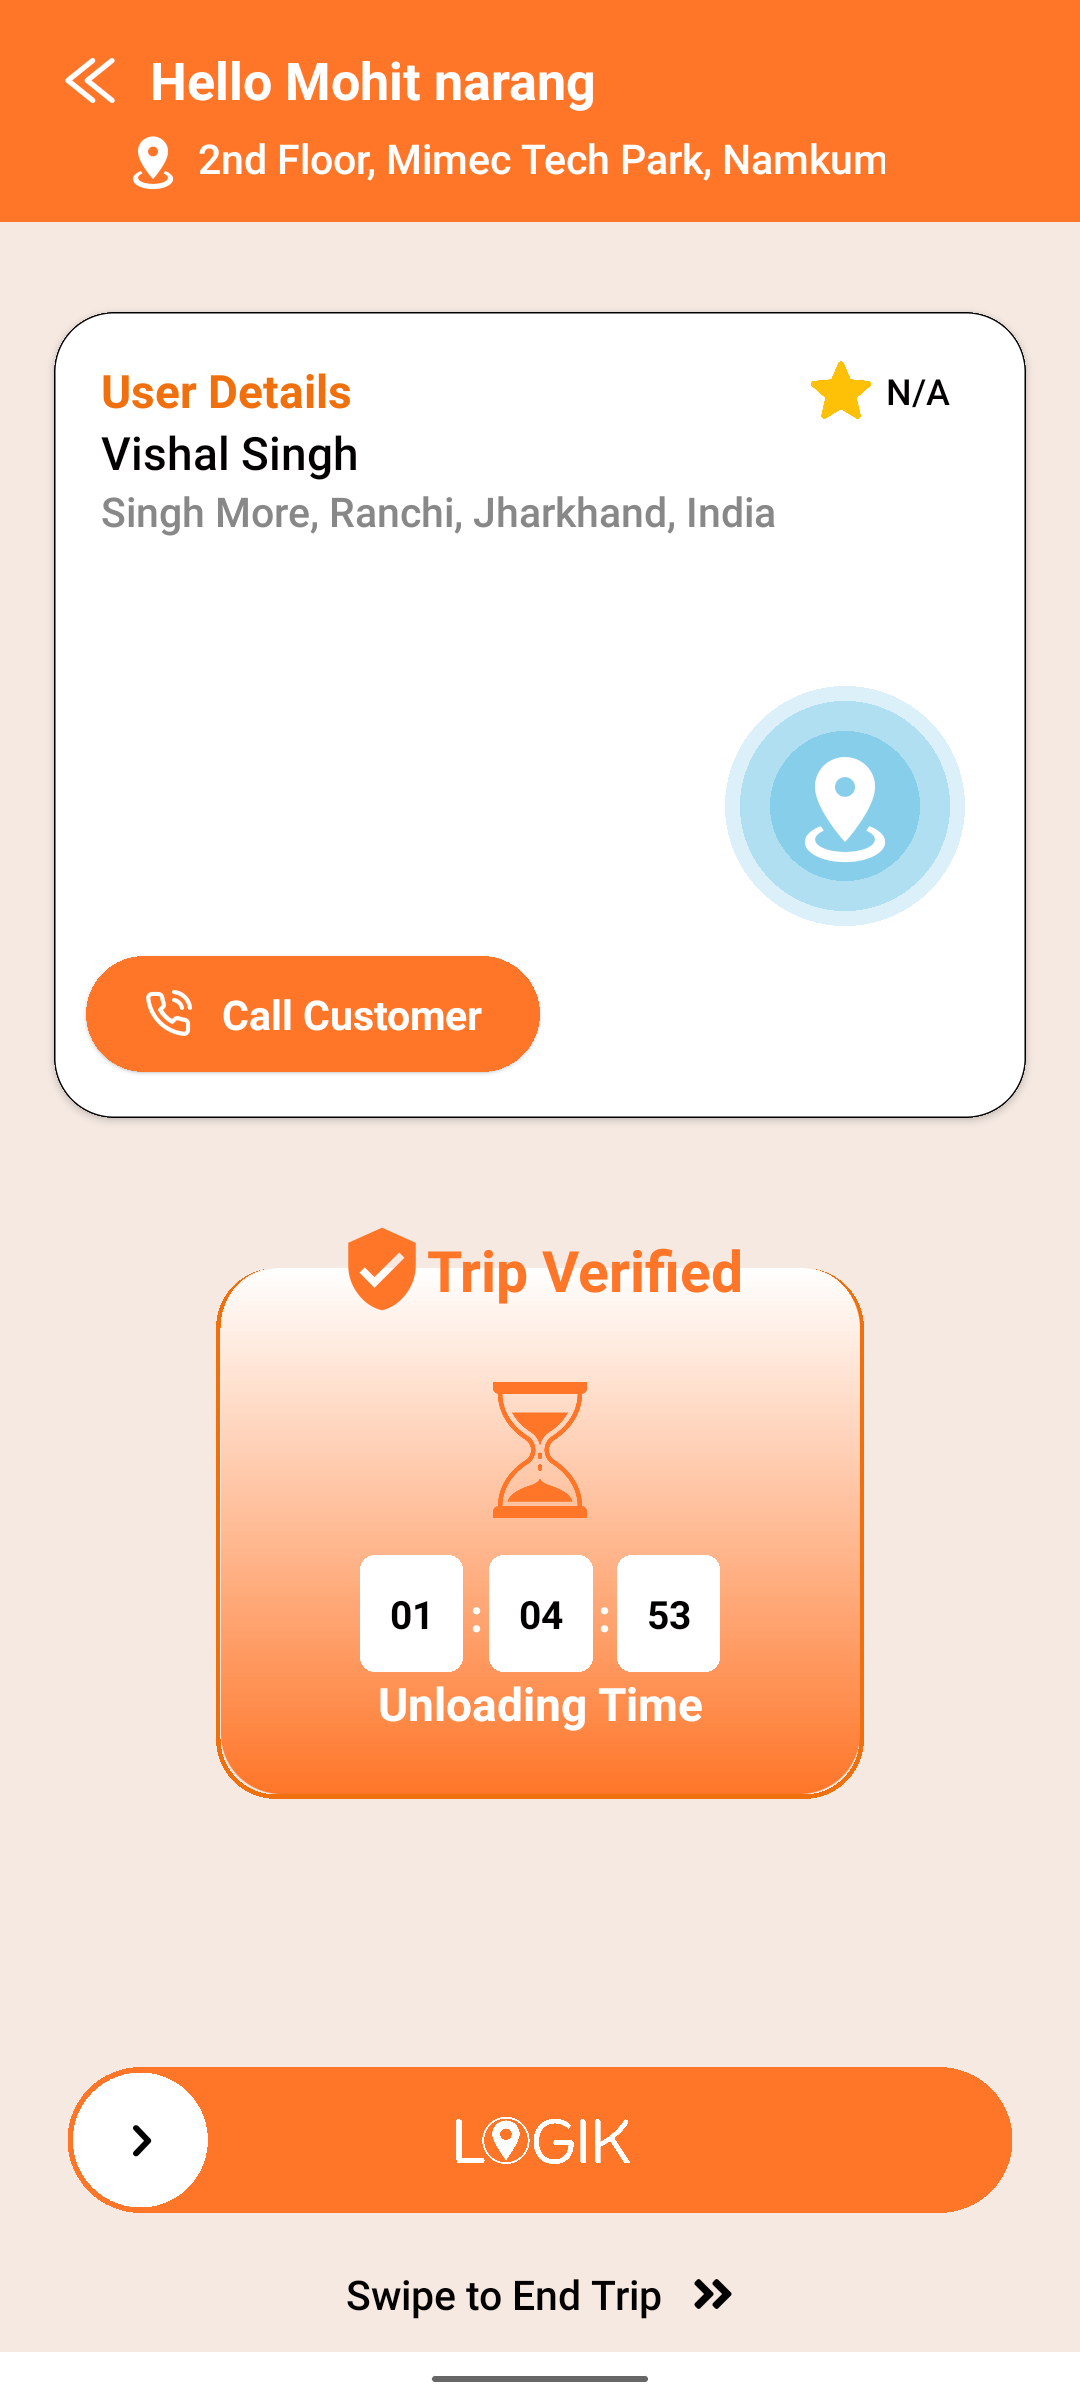 Hello Mohit narang
2nd Floor, Mimec Tech Park, Namkum
User Details
N/A
Vishal Singh
Singh More, Ranchi, Jharkhand, India
Call Customer
Trip Verified
01 : 04 : 53
Unloading Time
LOGIK
Swipe to End Trip